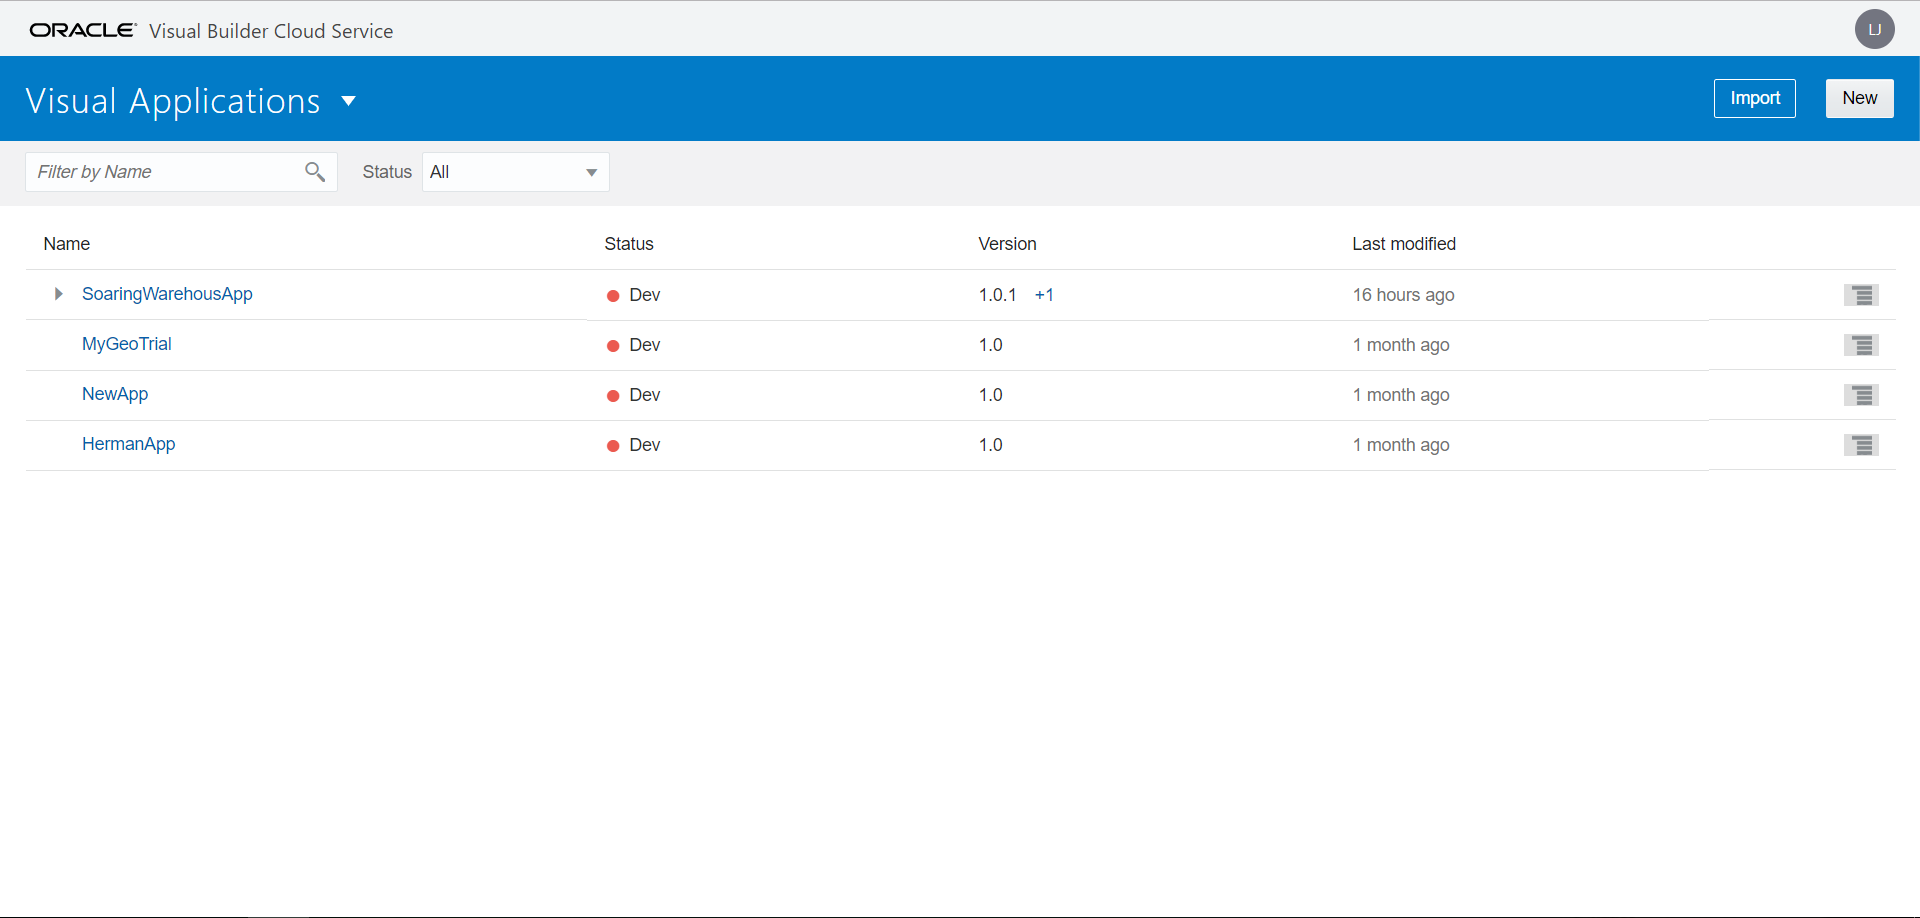 ORACLE Visual Builder Cloud Service
IJ
Visual Applications
Import
New
Filter by Name
Status All
Name Status Version Last modified
SoaringWarehousApp Dev 1.0.1 +1 16 hours ago
MyGeoTrial Dev 1.0 1 month ago
NewApp Dev 1.0 1 month ago
HermanApp Dev 1.0 1 month ago